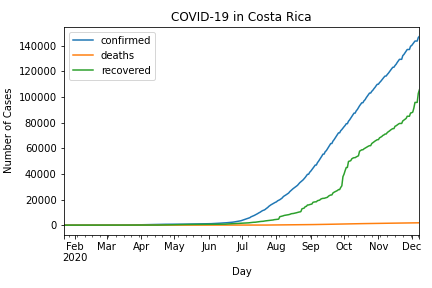 COVID-19 in Costa Rica
confirmed
deaths
recovered
Number of Cases
140000
120000
100000
80000
60000
40000
20000
0
Feb Mar Apr May Jun Jul Aug Sep Oct Nov Dec
2020
Day